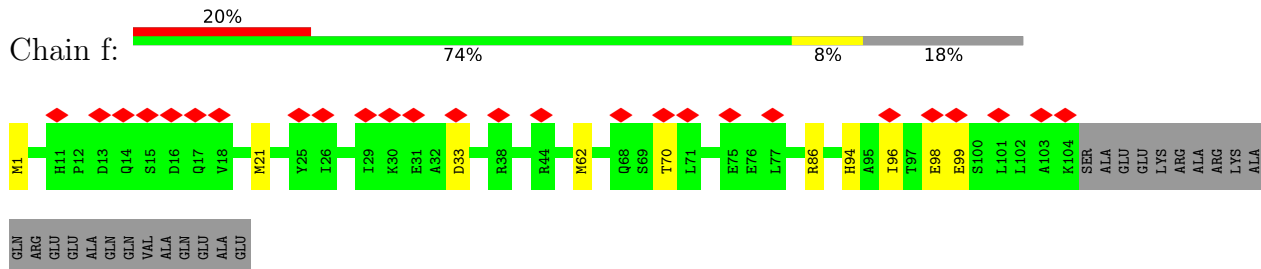 20%
Chain f:
74% 8% 18%
M1 H11 P12 D13 Q14 S15 D16 Q17 V18 M21 Y25 I26 I29 K30 E31 A32 D33 R38 R44 M62 Q68 S69 T70 L71 E75 E76 L77 R86 H94 A95 I96 T97 E98 E99 S100 L101 L102 A103 K104 SER ALA GLU GLU LYS ARG ALA ARG LYS ALA
GLN ARG GLU GLU ALA GLN GLN VAL ALA GLN GLU ALA GLU